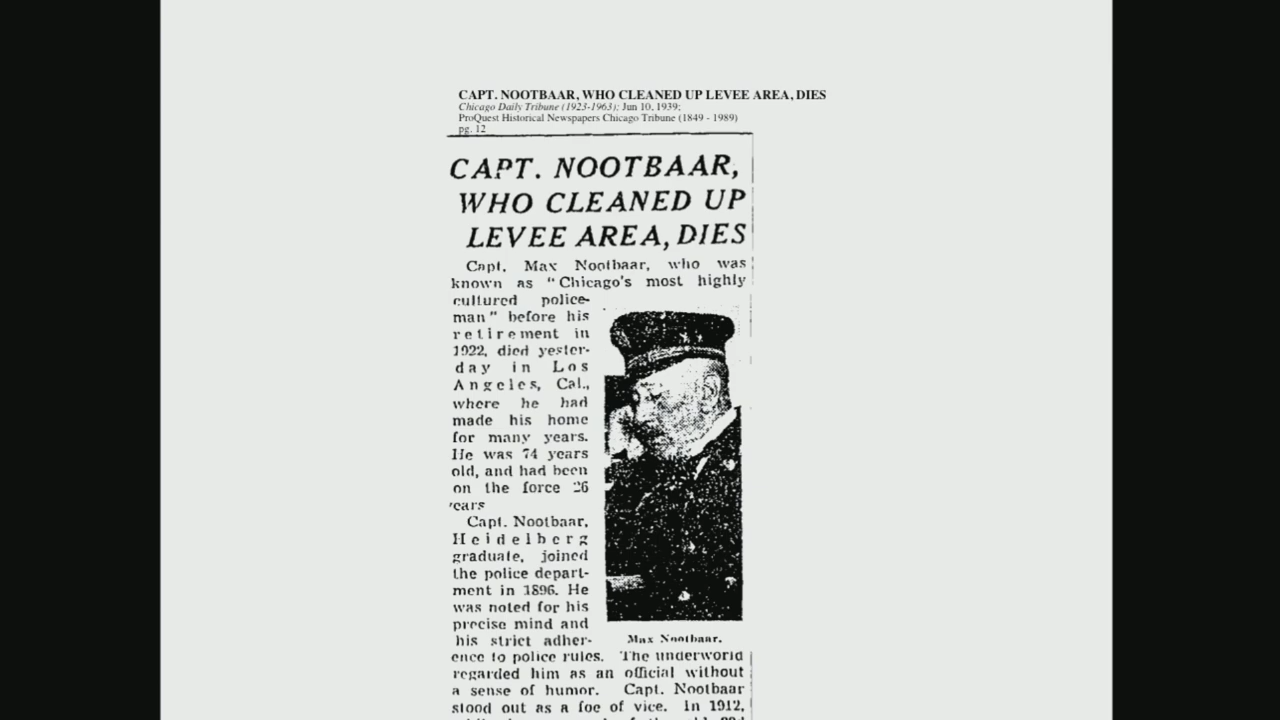 CAPT. NOOTBAAR, WHO CLEANED UP LEVEE AREA, DIES
Chicago Daily Tribune (1923-1963); Jun 10, 1939;
ProQuest Historical Newspapers Chicago Tribune (1849 - 1989)
pg. 12
CAPT. NOOTBAAR,
WHO CLEANED UP
LEVEE AREA, DIES
Capt. Max Nootbaar, who was
known as "Chicago's most highly
cultured police-
man" before his
retirement in
1922, died yester-
day in Los
Angeles, Cal.,
where he had
made his home
for many years.
He was 74 years
old, and had been
on the force 26
years
Capt. Nootbaar,
Heidelberg
graduate, joined
the police depart-
ment in 1896. He
was noted for his
precise mind and
his strict adher-
Max Nootbaar.
ence to police rules. The underworld
regarded him as an official without
a sense of humor. Capt. Nootbaar
stood out as a foe of vice. In 1912,